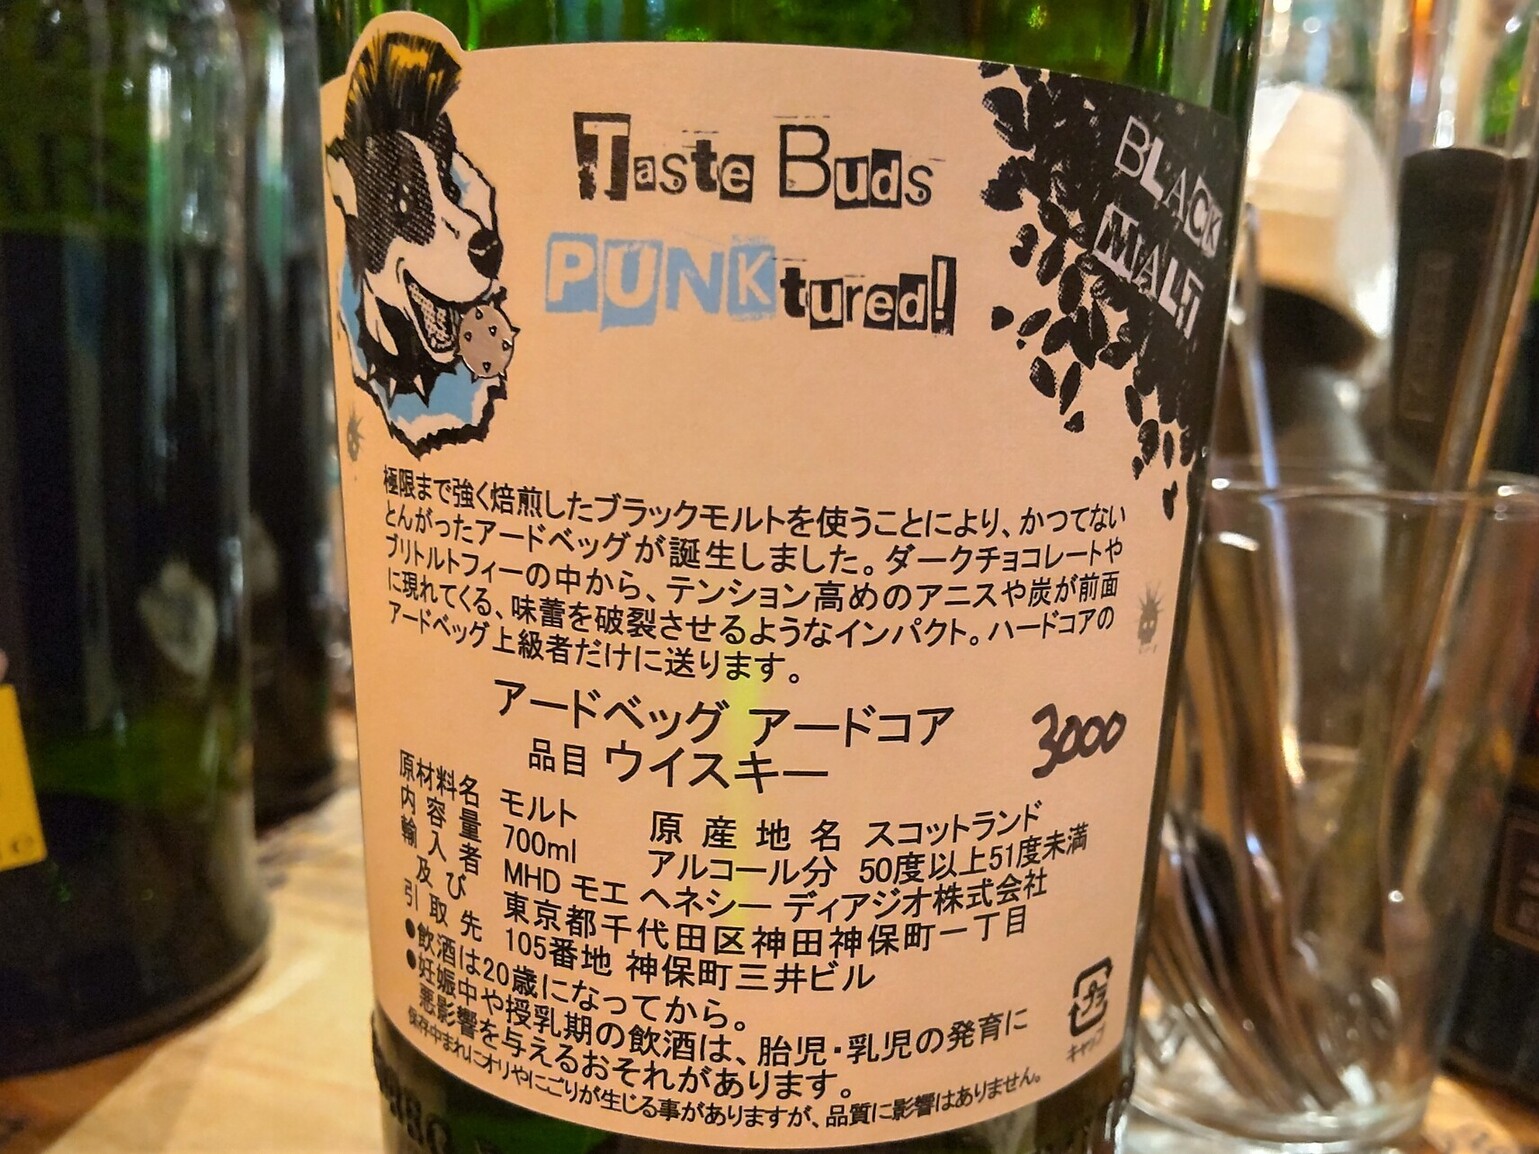 Taste Buds
PUNKtured!
BLACK
MALT
極限まで強く焙煎したブラックモルトを使うことにより、かつてない
とんがったアードベッグが誕生しました。ダークチョコレートや
ブリトルトフィーの中から、テンション高めのアニスや炭が前面
に現れてくる、味蕾を破裂させるようなインパクト。ハードコアの
アードベッグ上級者だけに送ります。
アードベッグ アードコア
3000
品目 ウイスキー
原材料名 モルト 原産地名 スコットランド
内容量 700ml アルコール分 50度以上51度未満
輸入者 MHD モエ ヘネシー ディアジオ株式会社
及び 東京都千代田区神田神保町一丁目
引取先 105番地 神保町三井ビル
●飲酒は20歳になってから。
●妊娠中や授乳期の飲酒は、胎児・乳児の発育に
悪影響を与えるおそれがあります。
保存中まれにオリやにごりが生じる事がありますが、品質に影響はありません。
プラ
キャップ